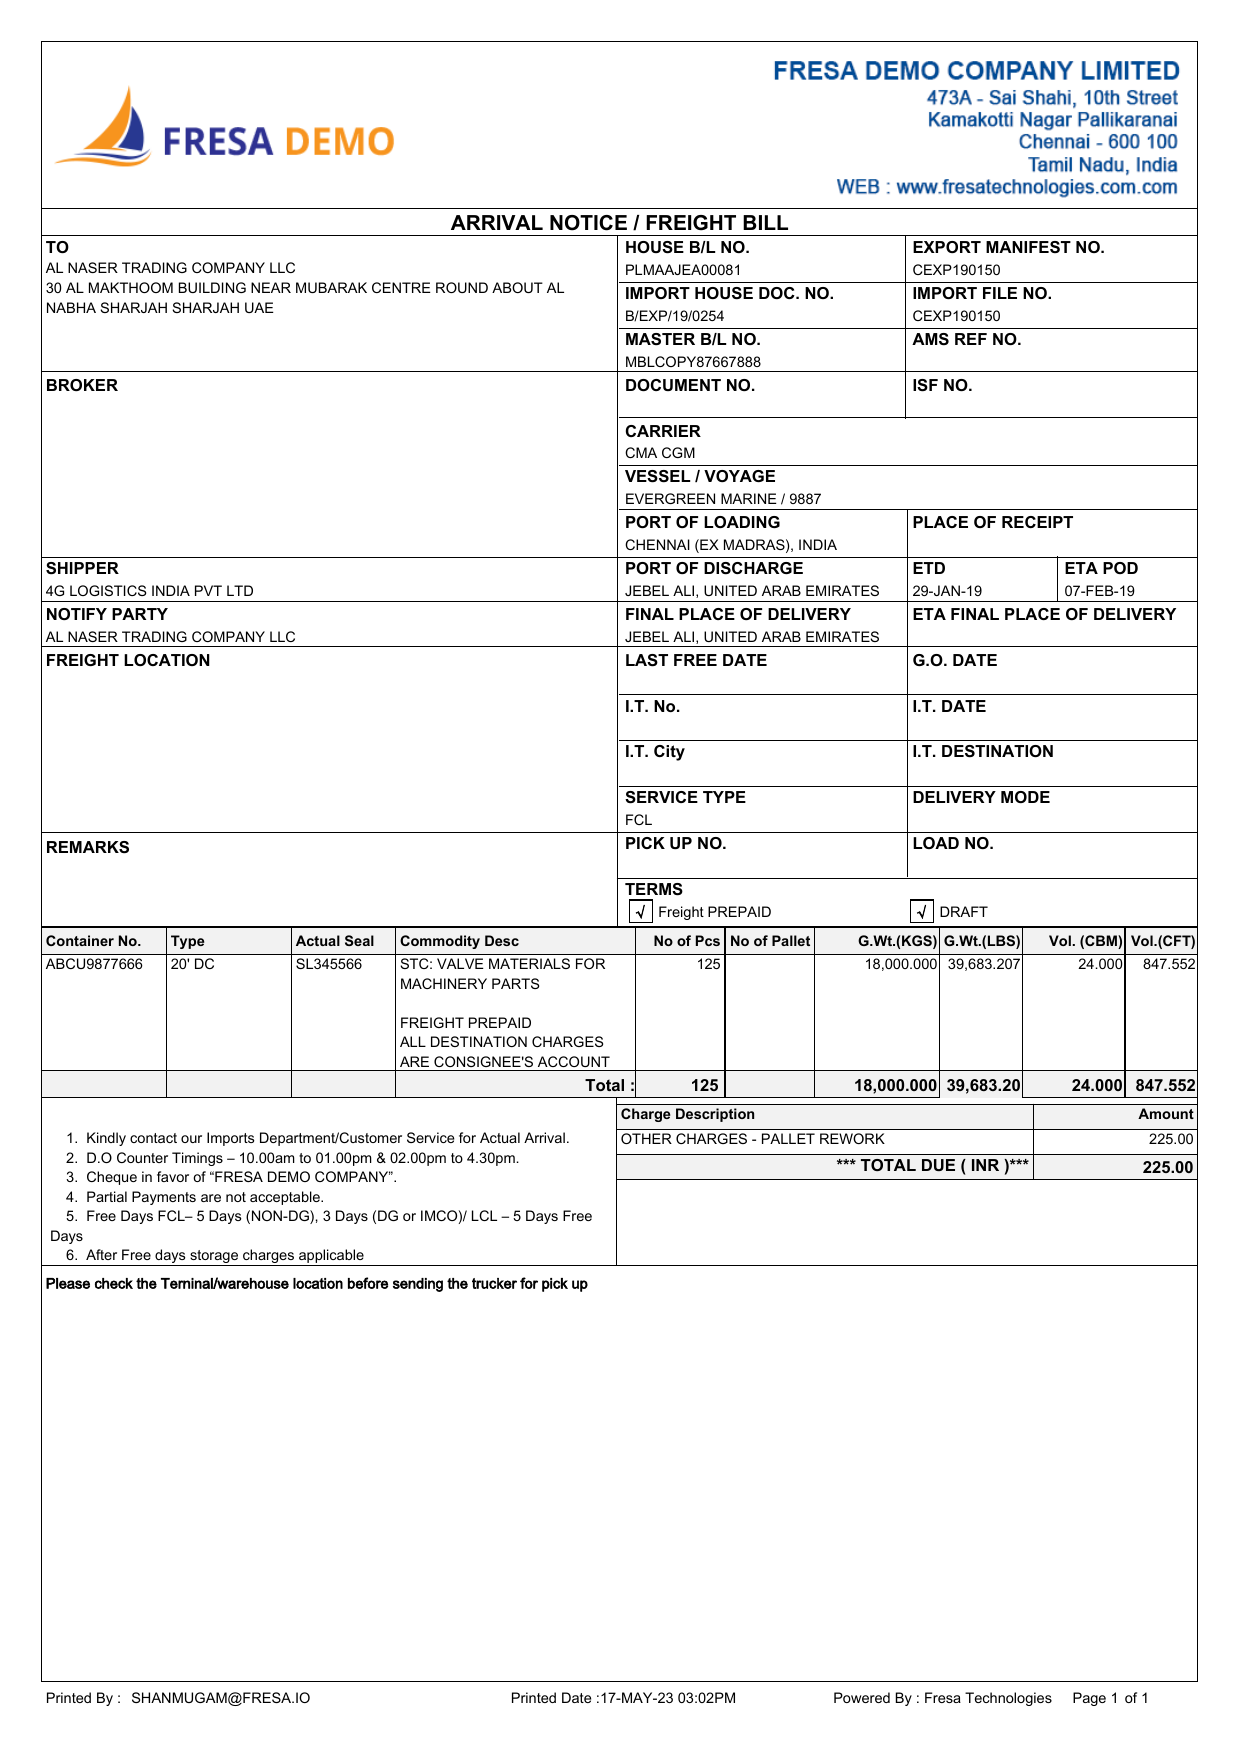 FRESA DEMO
FRESA DEMO COMPANY LIMITED
473A - Sai Shahi, 10th Street
Kamakotti Nagar Pallikaranai
Chennai - 600 100
Tamil Nadu, India
WEB : www.fresatechnologies.com.com
ARRIVAL NOTICE / FREIGHT BILL
TO
AL NASER TRADING COMPANY LLC
30 AL MAKTHOOM BUILDING NEAR MUBARAK CENTRE ROUND ABOUT AL
NABHA SHARJAH SHARJAH UAE
HOUSE B/L NO. EXPORT MANIFEST NO.
PLMAAJEA00081 CEXP190150
IMPORT HOUSE DOC. NO. IMPORT FILE NO.
B/EXP/19/0254 CEXP190150
MASTER B/L NO. AMS REF NO.
MBLCOPY87667888
BROKER
DOCUMENT NO. ISF NO.
CARRIER
CMA CGM
VESSEL / VOYAGE
EVERGREEN MARINE / 9887
PORT OF LOADING PLACE OF RECEIPT
CHENNAI (EX MADRAS), INDIA
SHIPPER PORT OF DISCHARGE ETD ETA POD
4G LOGISTICS INDIA PVT LTD JEBEL ALI, UNITED ARAB EMIRATES 29-JAN-19 07-FEB-19
NOTIFY PARTY FINAL PLACE OF DELIVERY ETA FINAL PLACE OF DELIVERY
AL NASER TRADING COMPANY LLC JEBEL ALI, UNITED ARAB EMIRATES
FREIGHT LOCATION LAST FREE DATE G.O. DATE
I.T. No. I.T. DATE
I.T. City I.T. DESTINATION
SERVICE TYPE DELIVERY MODE
FCL
REMARKS PICK UP NO. LOAD NO.
TERMS
√ Freight PREPAID √ DRAFT
Container No. Type Actual Seal Commodity Desc No of Pcs No of Pallet G.Wt.(KGS) G.Wt.(LBS) Vol. (CBM) Vol.(CFT)
ABCU9877666 20' DC SL345566 STC: VALVE MATERIALS FOR 125 18,000.000 39,683.207 24.000 847.552
MACHINERY PARTS
FREIGHT PREPAID
ALL DESTINATION CHARGES
ARE CONSIGNEE'S ACCOUNT
Total : 125 18,000.000 39,683.20 24.000 847.552
Charge Description Amount
OTHER CHARGES - PALLET REWORK 225.00
*** TOTAL DUE ( INR )*** 225.00
1. Kindly contact our Imports Department/Customer Service for Actual Arrival.
2. D.O Counter Timings – 10.00am to 01.00pm & 02.00pm to 4.30pm.
3. Cheque in favor of “FRESA DEMO COMPANY”.
4. Partial Payments are not acceptable.
5. Free Days FCL– 5 Days (NON-DG), 3 Days (DG or IMCO)/ LCL – 5 Days Free
Days
6. After Free days storage charges applicable
Please check the Terninal/warehouse location before sending the trucker for pick up
Printed By : SHANMUGAM@FRESA.IO Printed Date :17-MAY-23 03:02PM Powered By : Fresa Technologies Page 1 of 1